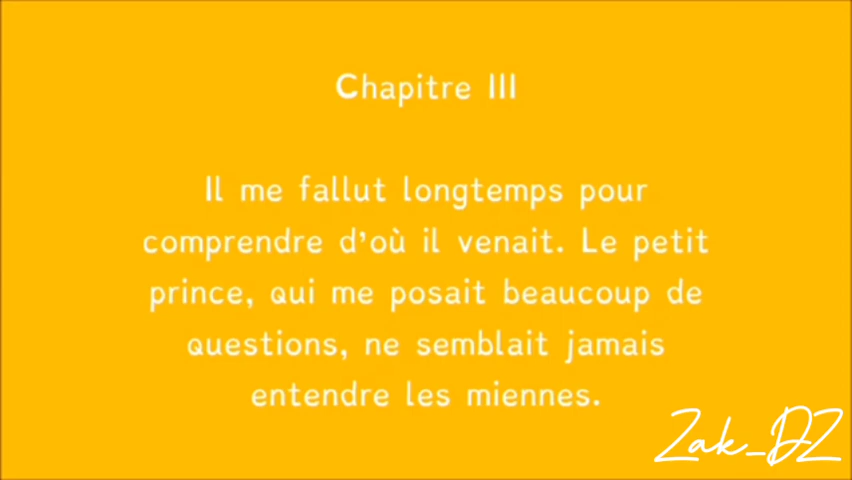 Chapitre III
Il me fallut longtemps pour
comprendre d'où il venait. Le petit
prince, qui me posait beaucoup de
questions, ne semblait jamais
entendre les miennes.
Zak_DZ